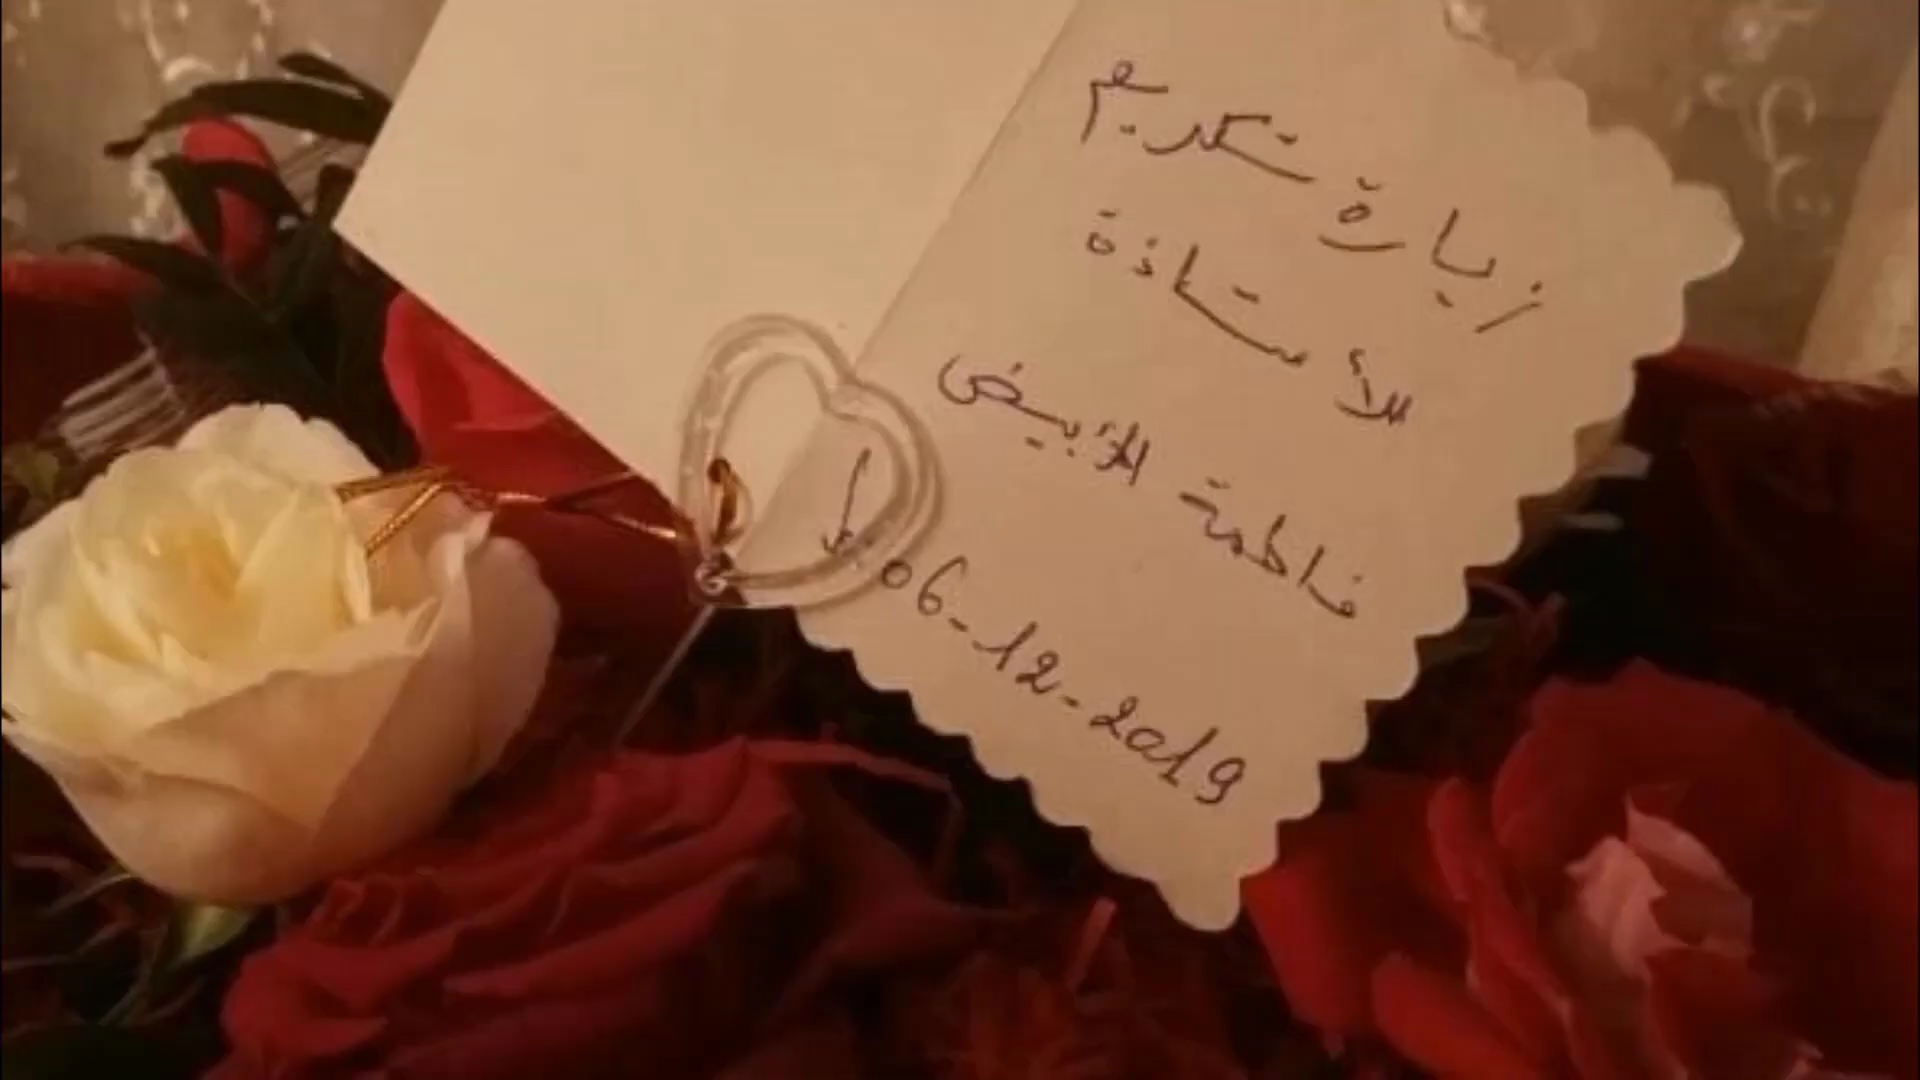 زيارة تكريم
للأستاذة
فاطمة الأبيض
06-12-2019